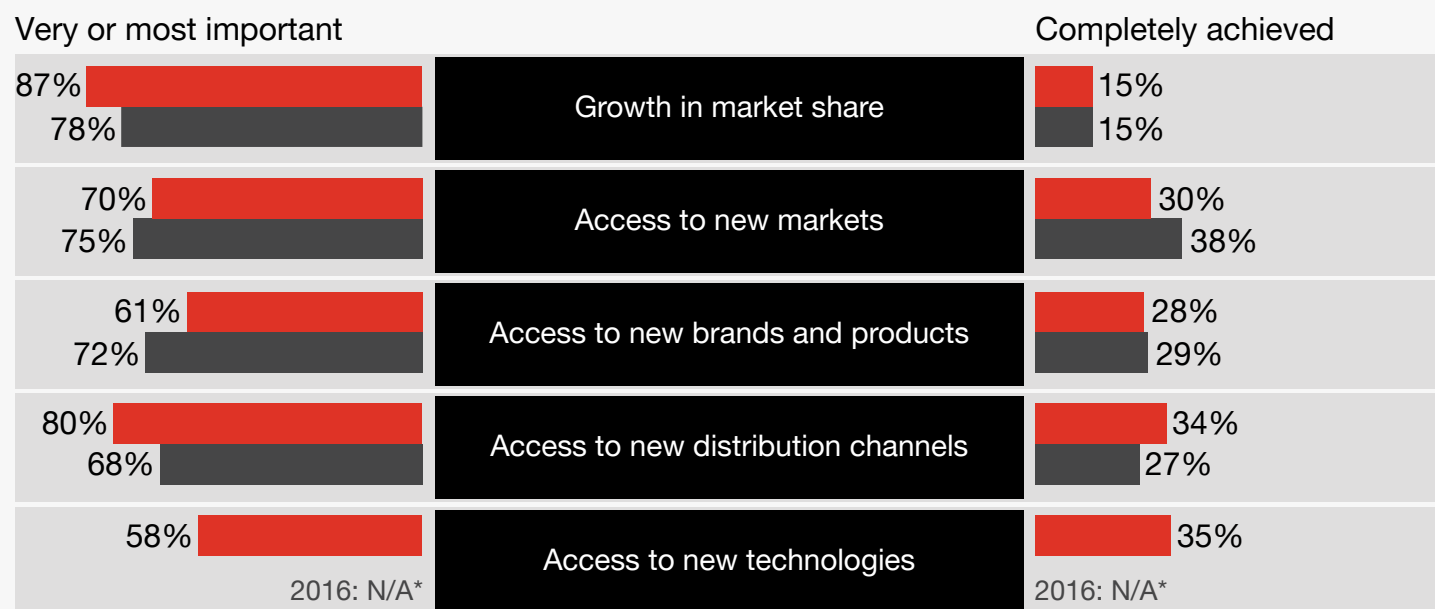 Very or most important
Completely achieved
87%
78%
Growth in market share
15%
15%
70%
75%
Access to new markets
30%
38%
61%
72%
Access to new brands and products
28%
29%
80%
68%
Access to new distribution channels
34%
27%
58%
2016: N/A*
Access to new technologies
35%
2016: N/A*